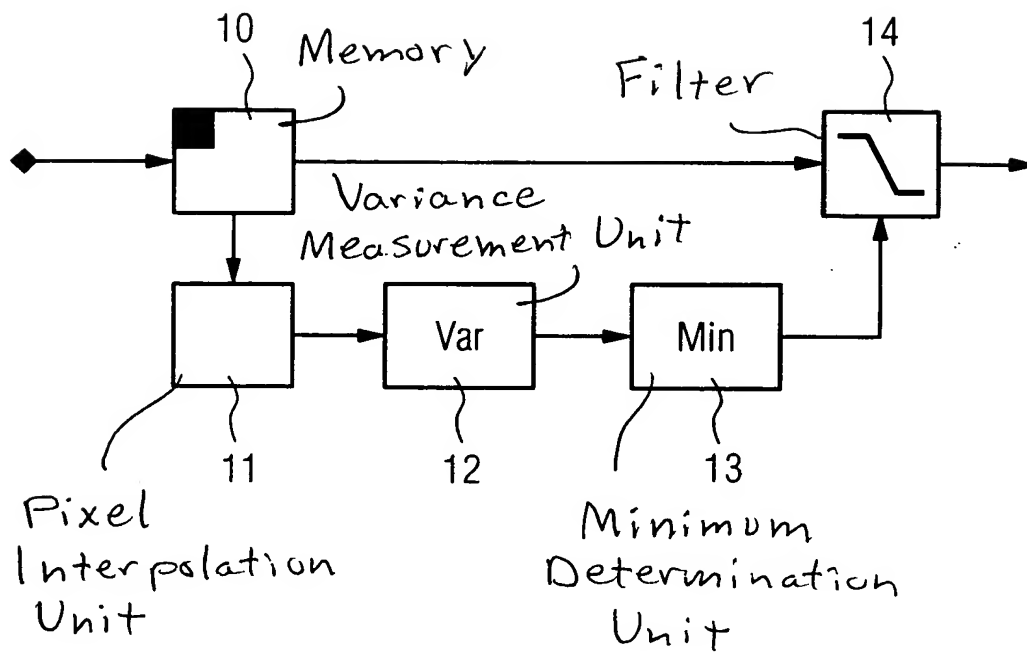 10
Memory
14
Filter
Variance
Measurement Unit
Var
Min
11
12
13
Pixel
Interpolation
Unit
Minimum
Determination
Unit